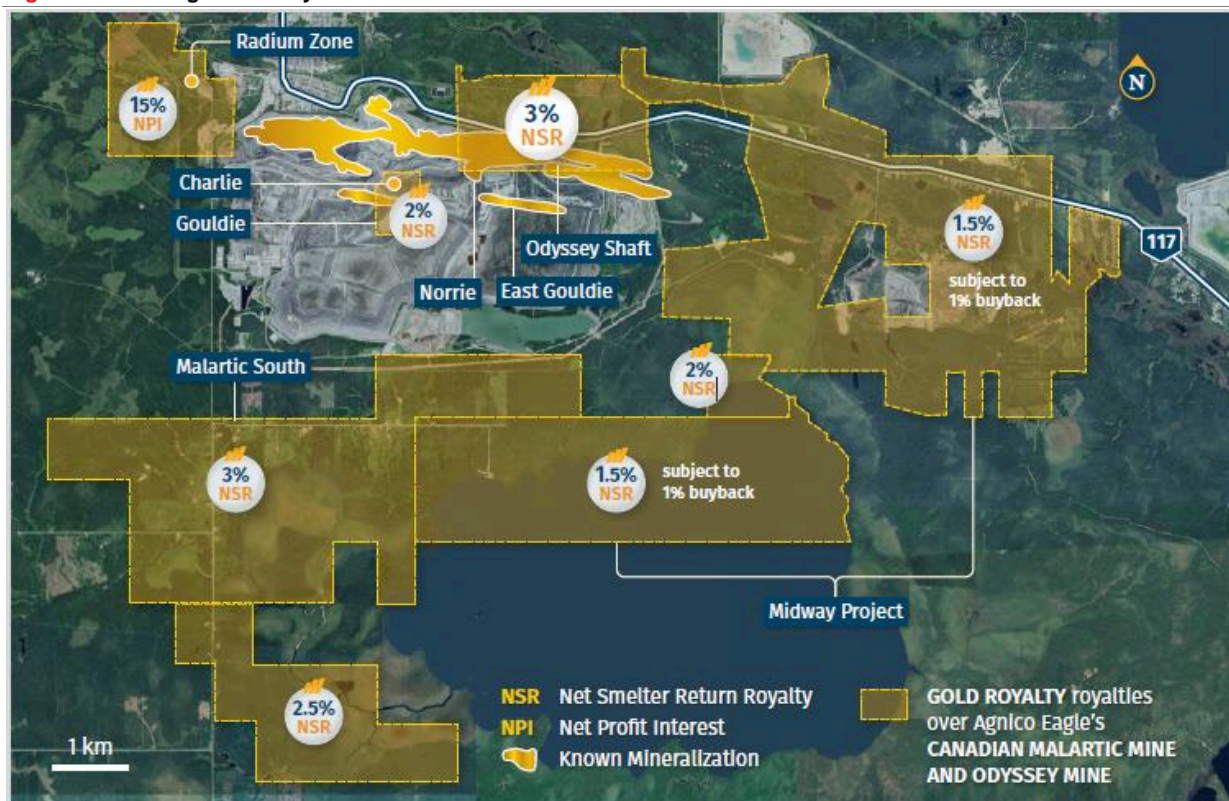 Radium Zone
15%
NPI
3%
NSR
N
Charlie
Gouldie
2%
NSR
Norrie
East Gouldie
Odyssey Shaft
1.5%
NSR
subject to
1% buyback
117
Malartic South
2%
NSR
3%
NSR
1.5%
NSR
subject to
1% buyback
Midway Project
2.5%
NSR
1 km
NSR Net Smelter Return Royalty
NPI Net Profit Interest
Known Mineralization
GOLD ROYALTY royalties
over Agnico Eagle's
CANADIAN MALARTIC MINE
AND ODYSSEY MINE